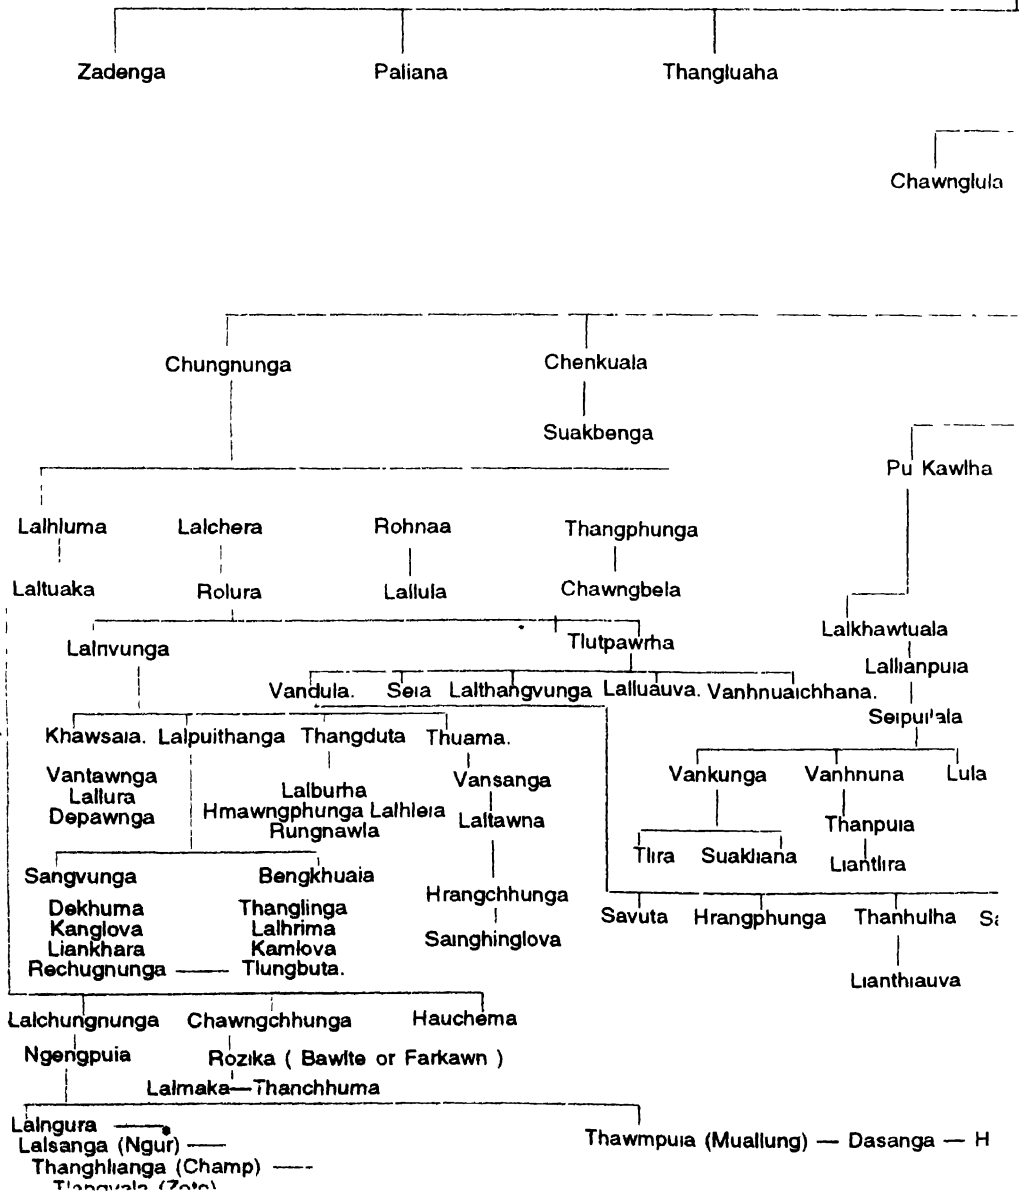 Zadenga Paliana Thangluaha
Chawnglula
Chungnunga Chenkuala
Suakbenga
Pu Kawlha
Lalhluma Lalchera Rohnaa Thangphunga
Laltuaka Rolura Lallula Chawngbela
Lalrivunga Tlutpawrha Lalkhawtuala
Lallianpuia
Vandula. Seia Lalthangvunga Lalluauva. Vanhnuaichhana.
Khawsaia. Lalpuithanga Thangduta Thuama.
Vantawnga Lalburha Vansanga Vankunga Vanhnuna Lula
Lallura Hmawngphunga Lalhleia Laltawna Thanpuia
Depawnga Rungnawla
Tlira Suakliana Liantlira
Sangvunga Bengkhuaia Hrangchhunga
Dekhuma Thanglinga Savuta Hrangphunga Thanhulha
Kanglova Lalhrima Sainghinglova
Liankhara Kamlova
Rechugnunga —— Tlungbuta. Lianthiauva
Lalchungnunga Chawngchhunga Hauchema
Ngengpuia Rozika ( Bawlte or Farkawn )
Lalmaka—Thanchhuma
Lalngura ——
Lalsanga (Ngur) —— Thawmpuia (Muallung) — Dasanga — H
Thanghlianga (Champ) ——